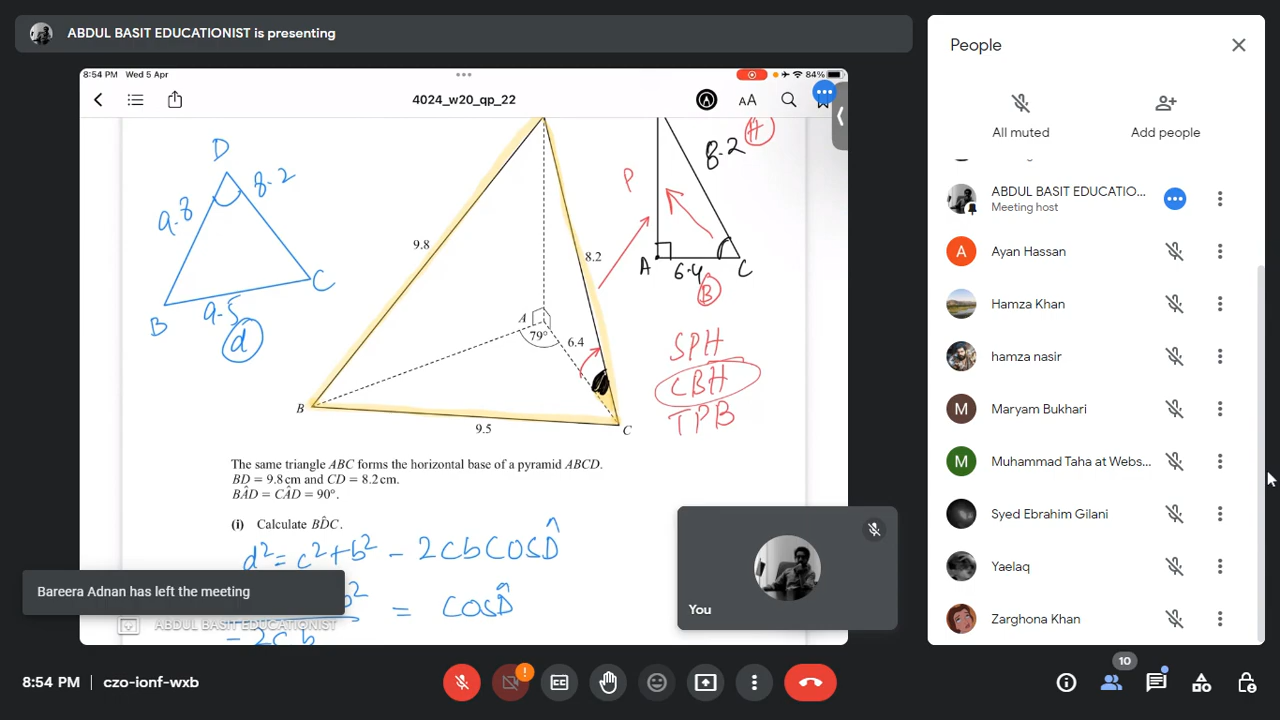 ABDUL BASIT EDUCATIONIST is presenting
8:54 PM Wed 5 Apr
84%
4024_w20_qp_22
AA
D
9.8
8.2
B
9.5
C
d
9.8
8.2
A
79°
6.4
B
9.5
C
H
8.2
P
A
6.4
C
B
SPH
CBH
TPB
The same triangle ABC forms the horizontal base of a pyramid ABCD.
BD = 9.8 cm and CD = 8.2 cm.
BÂD = CÂD = 90°.
(i) Calculate BD̂C.
d² = c² + b² - 2cb COSD̂
b² = COSD̂
- 2cb
Bareera Adnan has left the meeting
ABDUL BASIT EDUCATIONIST
You
8:54 PM | czo-ionf-wxb
People
All muted
Add people
ABDUL BASIT EDUCATIO...
Meeting host
A Ayan Hassan
Hamza Khan
hamza nasir
M Maryam Bukhari
M Muhammad Taha at Webs...
Syed Ebrahim Gilani
Yaelaq
Zarghona Khan
10